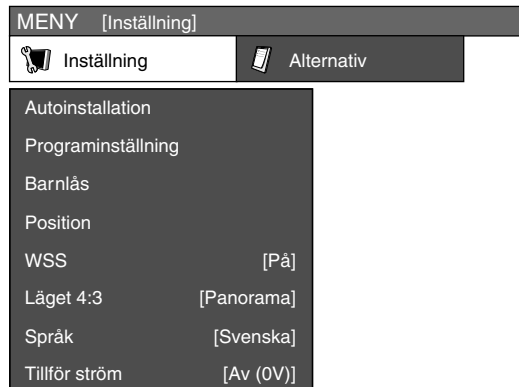 MENY [Inställning]
Inställning Alternativ
Autoinstallation
Programinställning
Barnlås
Position
WSS [På]
Läget 4:3 [Panorama]
Språk [Svenska]
Tillför ström [Av (0V)]